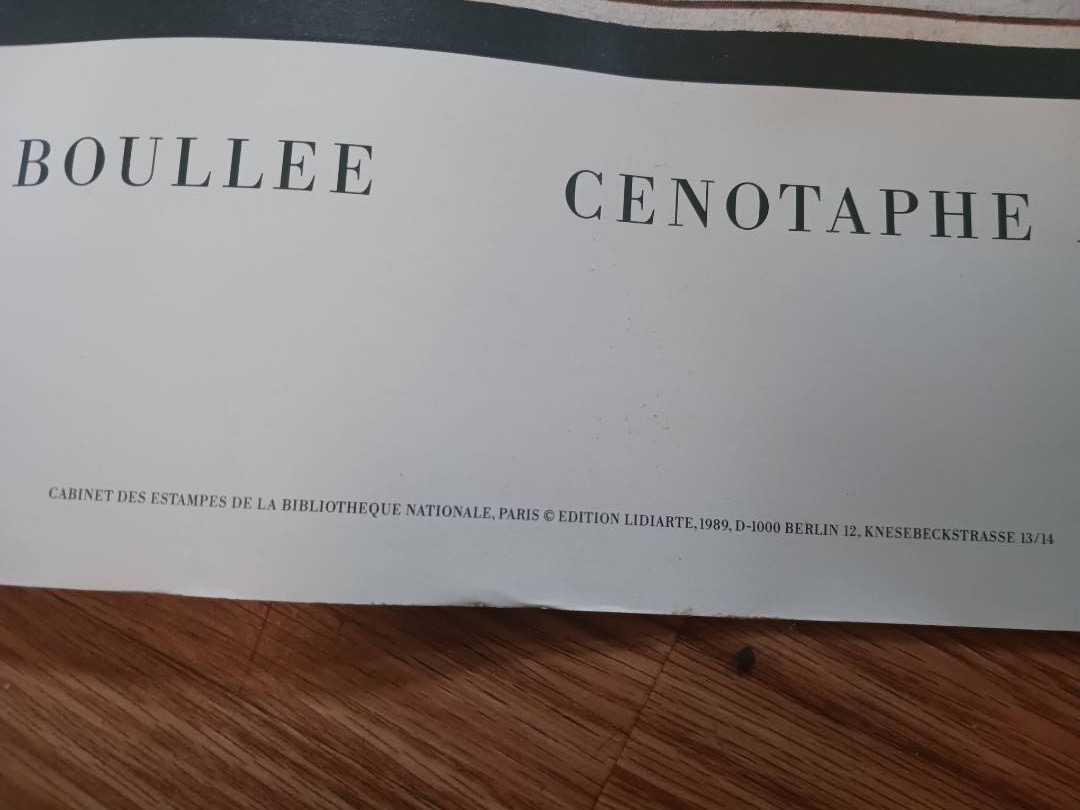 BOULLEE CENOTAPHE
CABINET DES ESTAMPES DE LA BIBLIOTHEQUE NATIONALE, PARIS © EDITION LIDIARTE, 1989, D-1000 BERLIN 12, KNESEBECKSTRASSE 13/14